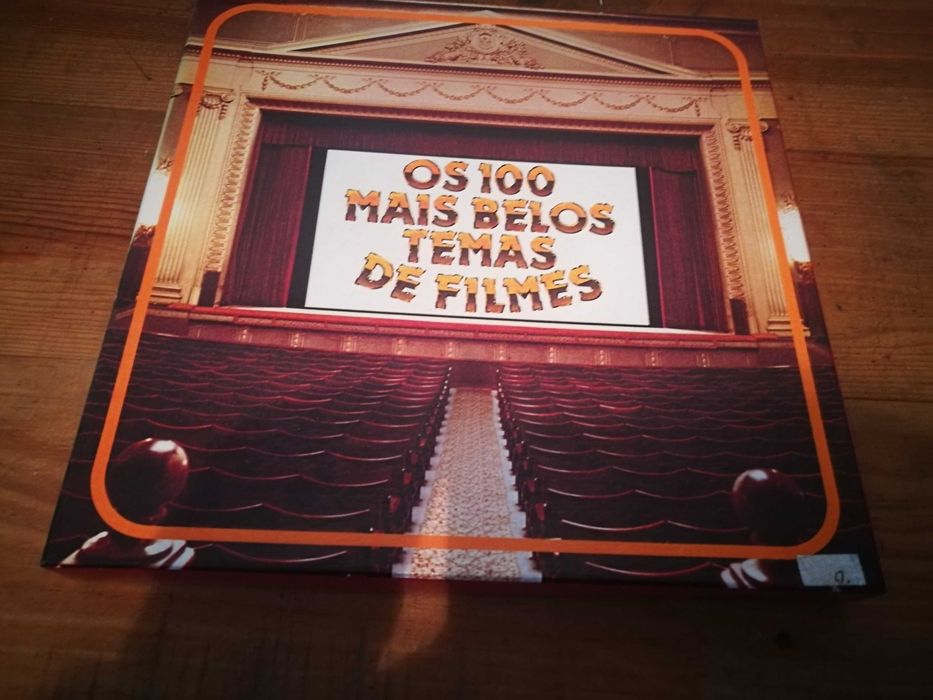 OS 100
MAIS BELOS
TEMAS
DE FILMES